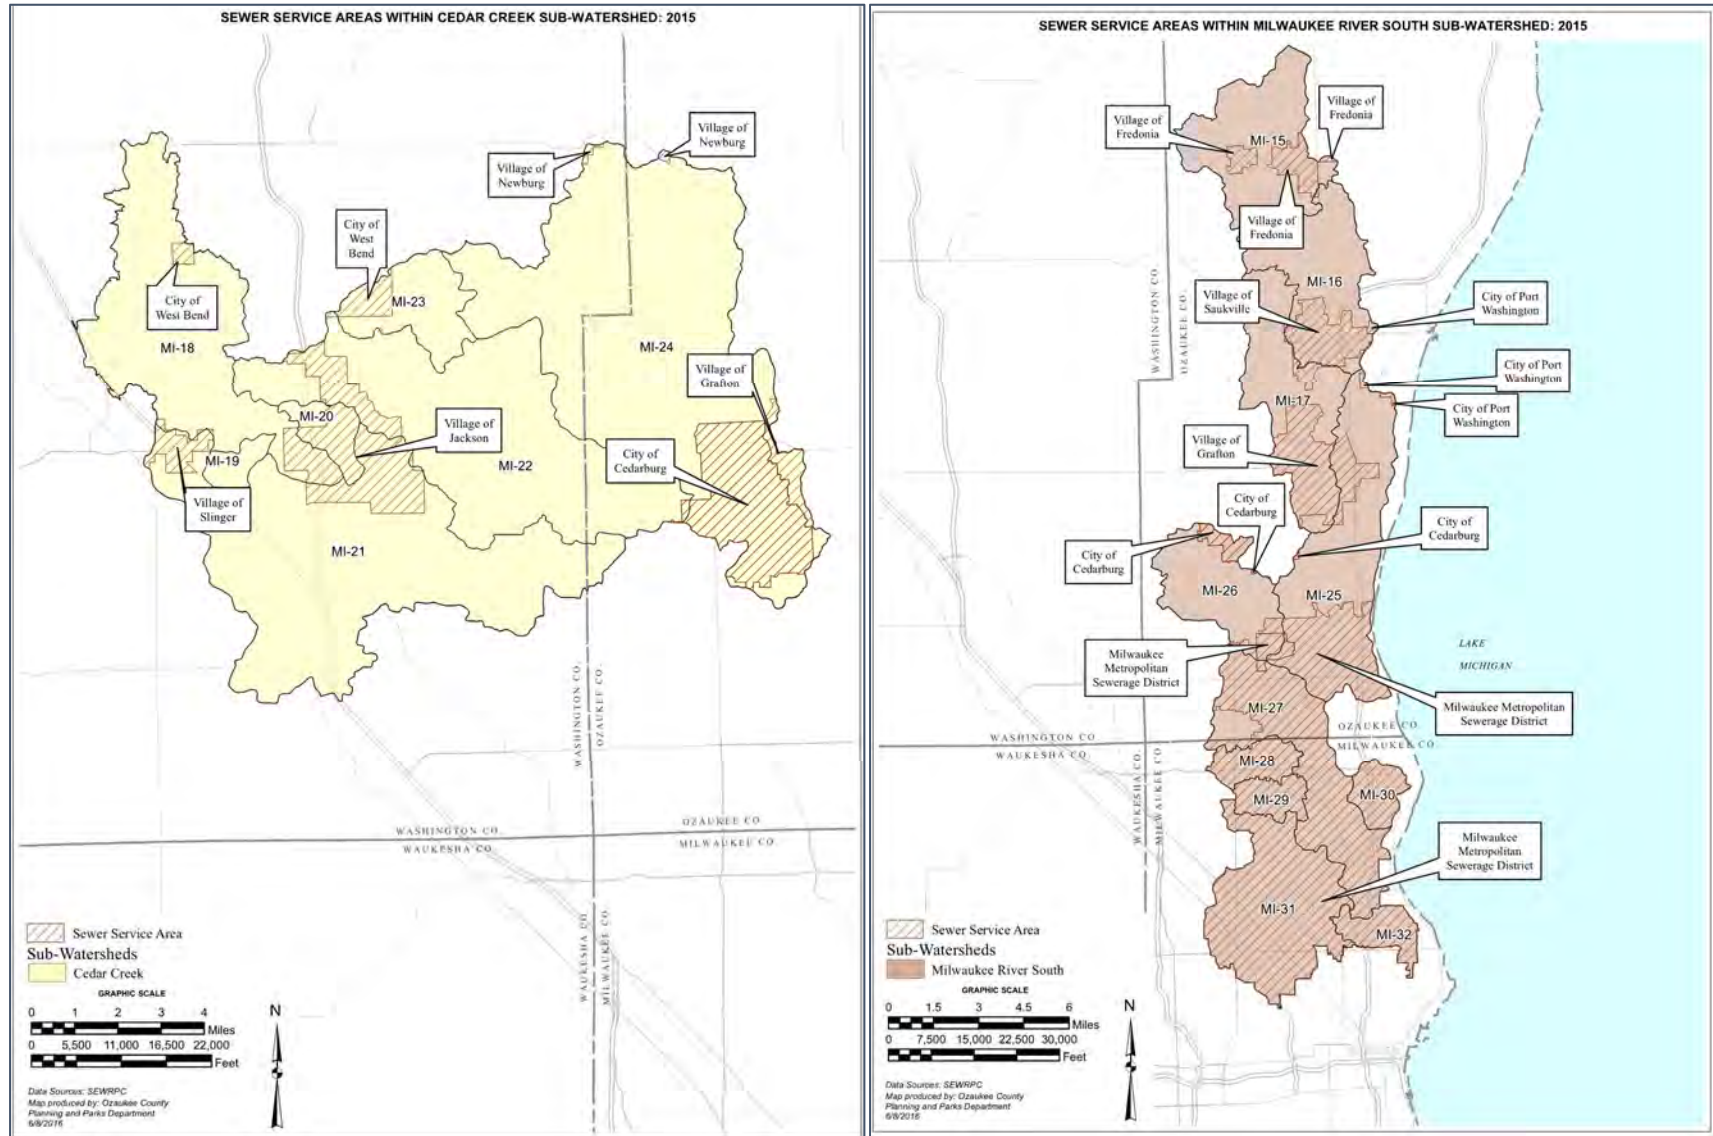 SEWER SERVICE AREAS WITHIN CEDAR CREEK SUB-WATERSHED: 2015
Village of
Newburg
Village of
Newburg
City of
West
Bend
City of
West Bend
MI-23
MI-18
MI-24
Village of
Grafton
MI-20
Village of
Jackson
MI-19
MI-22
City of
Cedarburg
Village of
Slinger
MI-21
WASHINGTON CO.
OZAUKEE CO.
WASHINGTON CO.
WAUKESHA CO.
OZAUKEE CO.
MILWAUKEE CO.
WAUKESHA CO.
MILWAUKEE CO.
Sewer Service Area
Sub-Watersheds
Cedar Creek
GRAPHIC SCALE
0 1 2 3 4
Miles
0 5,500 11,000 16,500 22,000
Feet
N
Data Sources: SEWRPC
Map produced by: Ozaukee County
Planning and Parks Department
6/8/2016
SEWER SERVICE AREAS WITHIN MILWAUKEE RIVER SOUTH SUB-WATERSHED: 2015
Village of
Fredonia
Village of
Fredonia
MI-15
Village of
Fredonia
WASHINGTON CO.
OZAUKEE CO.
MI-16
Village of
Saukville
City of Port
Washington
City of Port
Washington
City of Port
Washington
MI-17
Village of
Grafton
City of
Cedarburg
City of
Cedarburg
City of
Cedarburg
MI-26
MI-25
LAKE
MICHIGAN
Milwaukee
Metropolitan
Sewerage District
Milwaukee Metropolitan
Sewerage District
MI-27
WASHINGTON CO.
WAUKESHA CO.
OZAUKEE CO.
MILWAUKEE CO.
WAUKESHA CO.
MILWAUKEE CO.
MI-28
MI-29
MI-30
Milwaukee
Metropolitan
Sewerage District
MI-31
MI-32
Sewer Service Area
Sub-Watersheds
Milwaukee River South
GRAPHIC SCALE
0 1.5 3 4.5 6
Miles
0 7,500 15,000 22,500 30,000
Feet
N
Data Sources: SEWRPC
Map produced by: Ozaukee County
Planning and Parks Department
6/8/2016